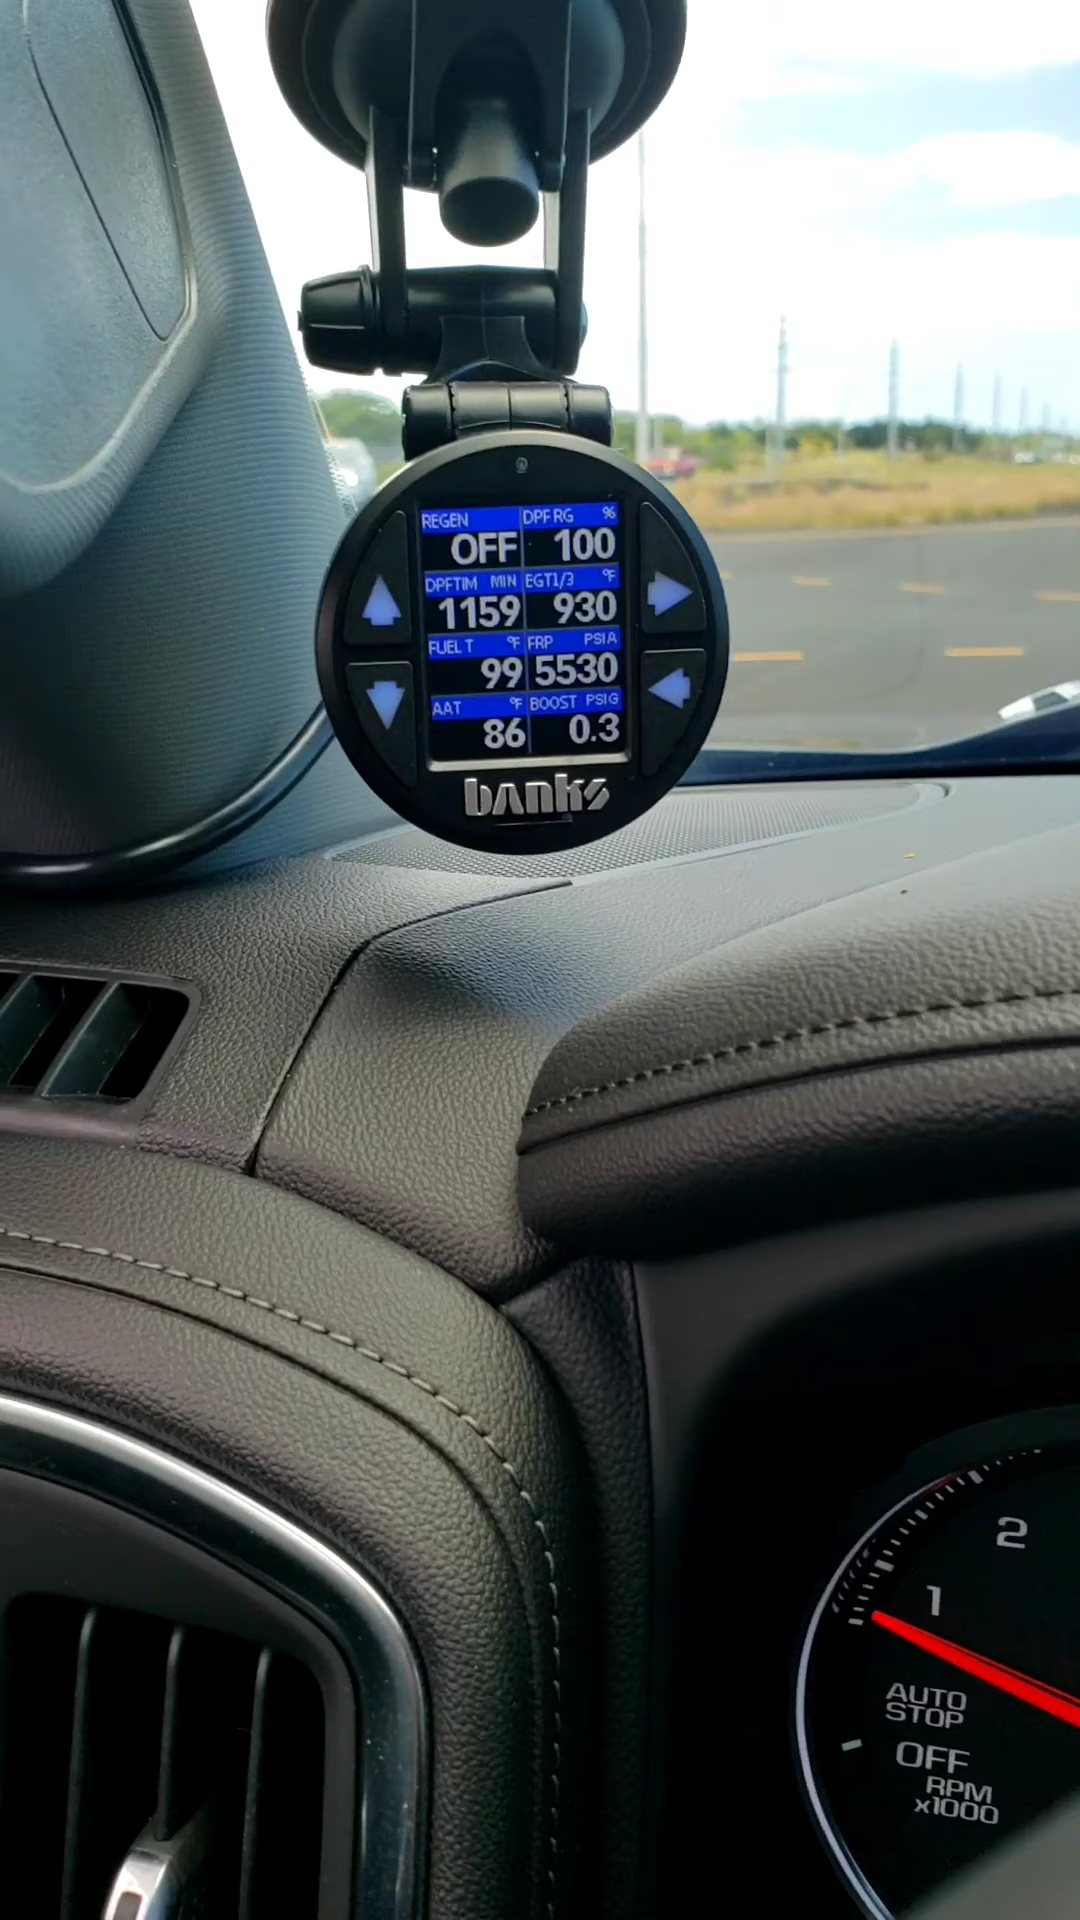 REGEN DPF RG %
OFF 100
DPFTIM MIN EGT1/3 °F
1159 930
FUEL T °F FRP PSIA
99 5530
AAT °F BOOST PSIG
86 0.3
banks
2
1
AUTO
STOP
OFF
RPM
x1000